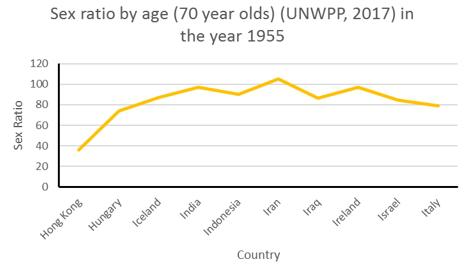 Sex ratio by age (70 year olds) (UNWPP, 2017) in
the year 1955
120
100
80
60
40
20
0
Sex Ratio
Hong Kong
Hungary
Iceland
India
Indonesia
Iran
Iraq
Ireland
Israel
Italy
Country